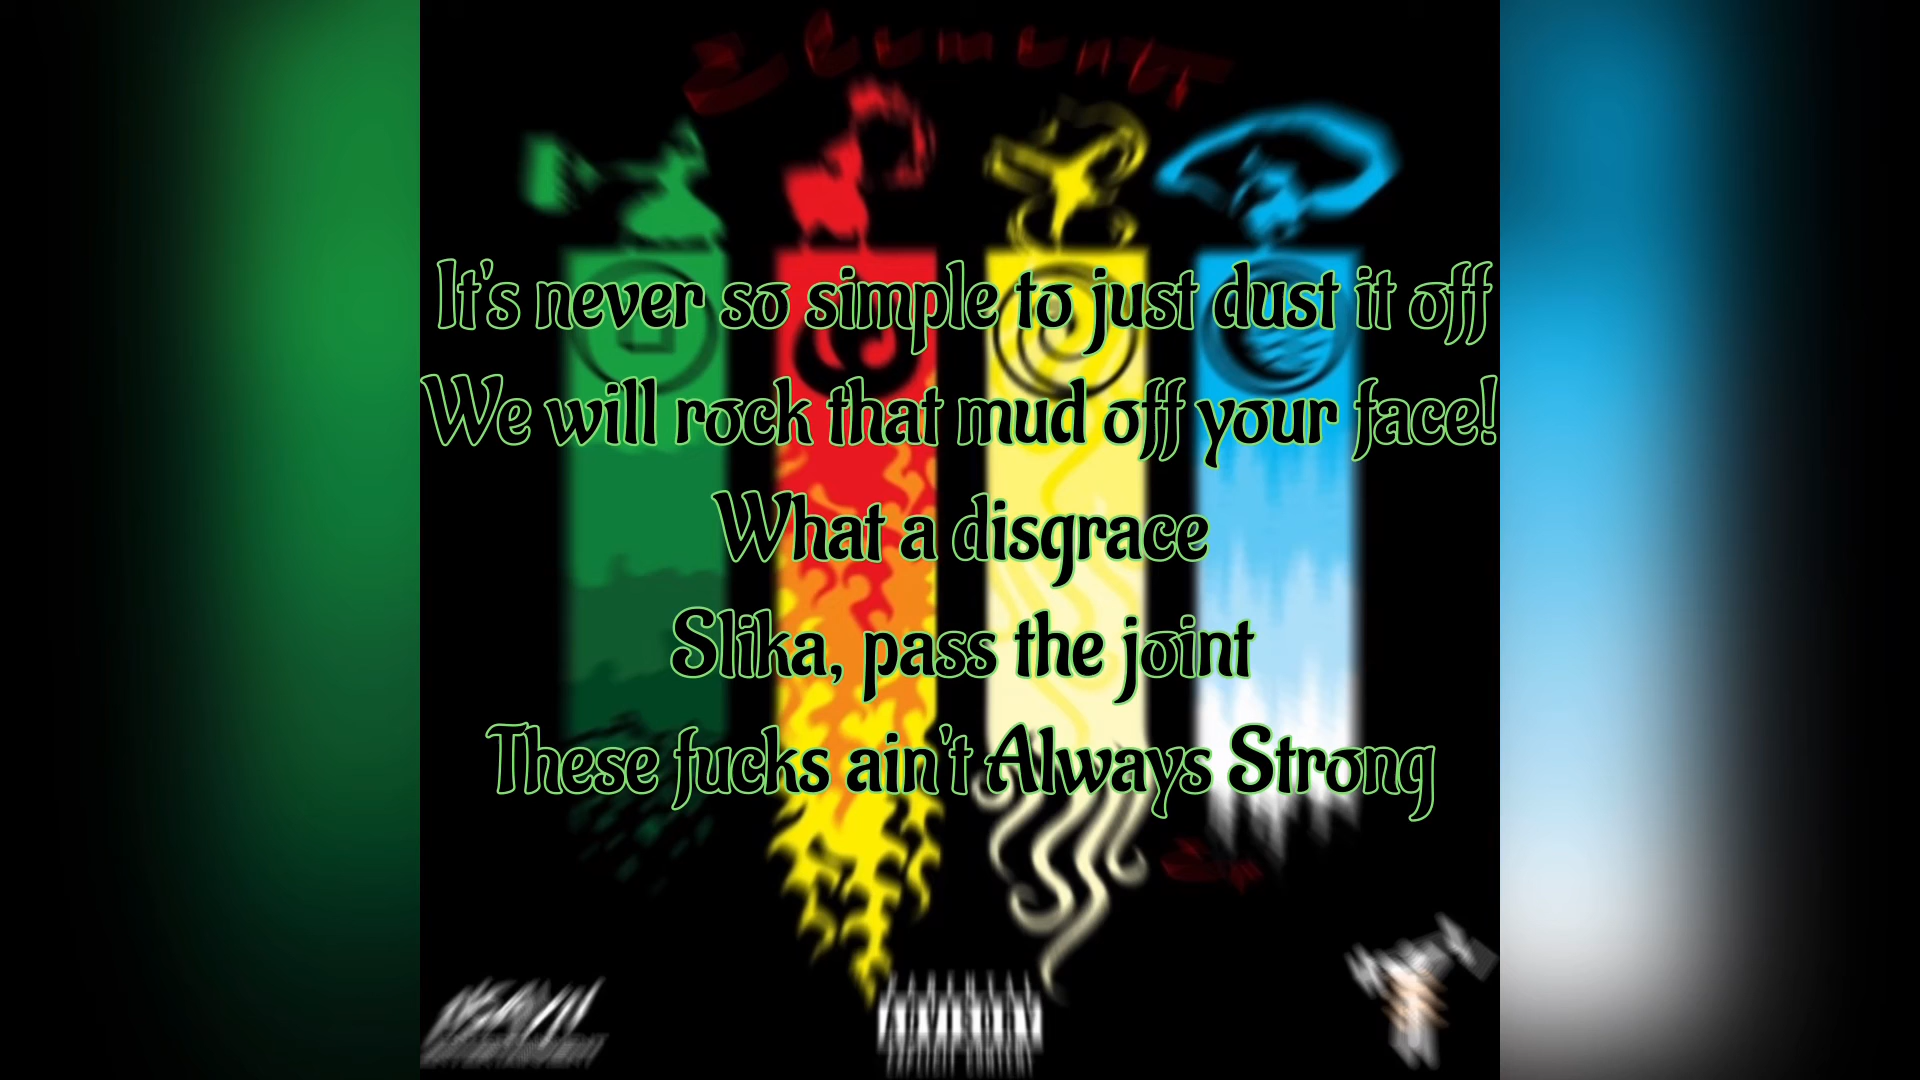 Element
It's never so simple to just dust it off
We will rock that mud off your face!
What a disgrace
Slika, pass the joint
These fucks ain't Always Strong